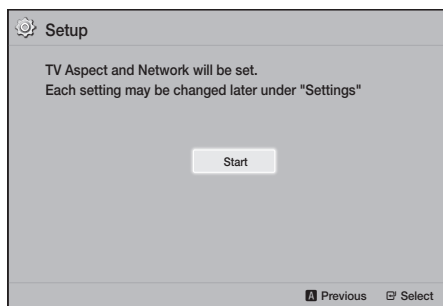 Setup
TV Aspect and Network will be set.
Each setting may be changed later under "Settings"
Start
A Previous Select